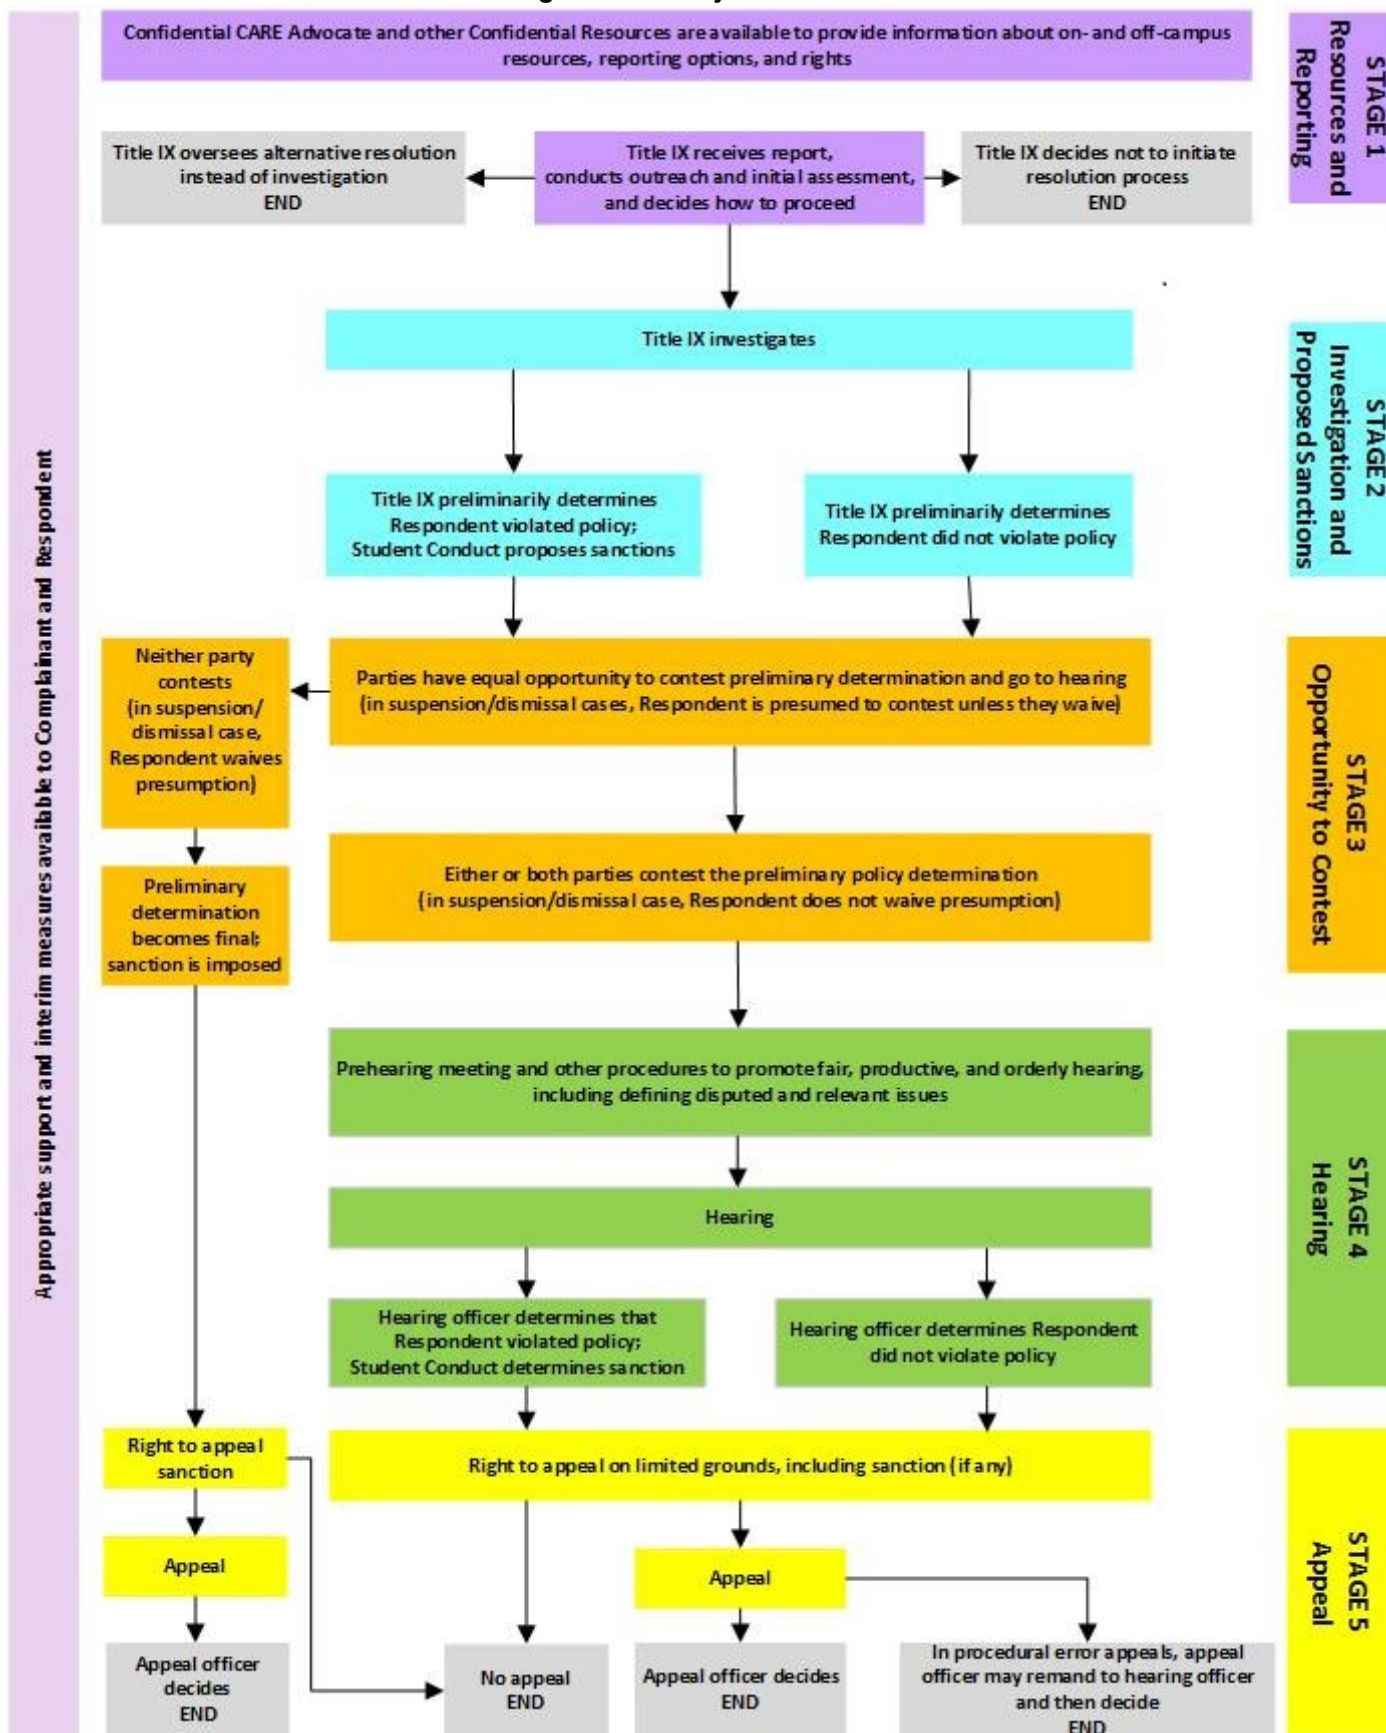 Confidential CARE Advocate and other Confidential Resources are available to provide information about on- and off-campus
resources, reporting options, and rights
STAGE 1
Resources and
Reporting
Title IX oversees alternative resolution
instead of investigation
END
Title IX receives report,
conducts outreach and initial assessment,
and decides how to proceed
Title IX decides not to initiate
resolution process
END
Title IX investigates
STAGE 2
Investigation and
Proposed Sanctions
Title IX preliminarily determines
Respondent violated policy;
Student Conduct proposes sanctions
Title IX preliminarily determines
Respondent did not violate policy
Appropriate support and interim measures available to Complainant and Respondent
Neither party
contests
(in suspension/
dismissal case,
Respondent waives
presumption)
Parties have equal opportunity to contest preliminary determination and go to hearing
(in suspension/dismissal cases, Respondent is presumed to contest unless they waive)
STAGE 3
Opportunity to Contest
Preliminary
determination
becomes final;
sanction is imposed
Either or both parties contest the preliminary policy determination
(in suspension/dismissal case, Respondent does not waive presumption)
Prehearing meeting and other procedures to promote fair, productive, and orderly hearing,
including defining disputed and relevant issues
STAGE 4
Hearing
Hearing
Hearing officer determines that
Respondent violated policy;
Student Conduct determines sanction
Hearing officer determines Respondent
did not violate policy
Right to appeal
sanction
Right to appeal on limited grounds, including sanction (if any)
STAGE 5
Appeal
Appeal
Appeal
Appeal officer
decides
END
No appeal
END
Appeal officer decides
END
In procedural error appeals, appeal
officer may remand to hearing officer
and then decide
END